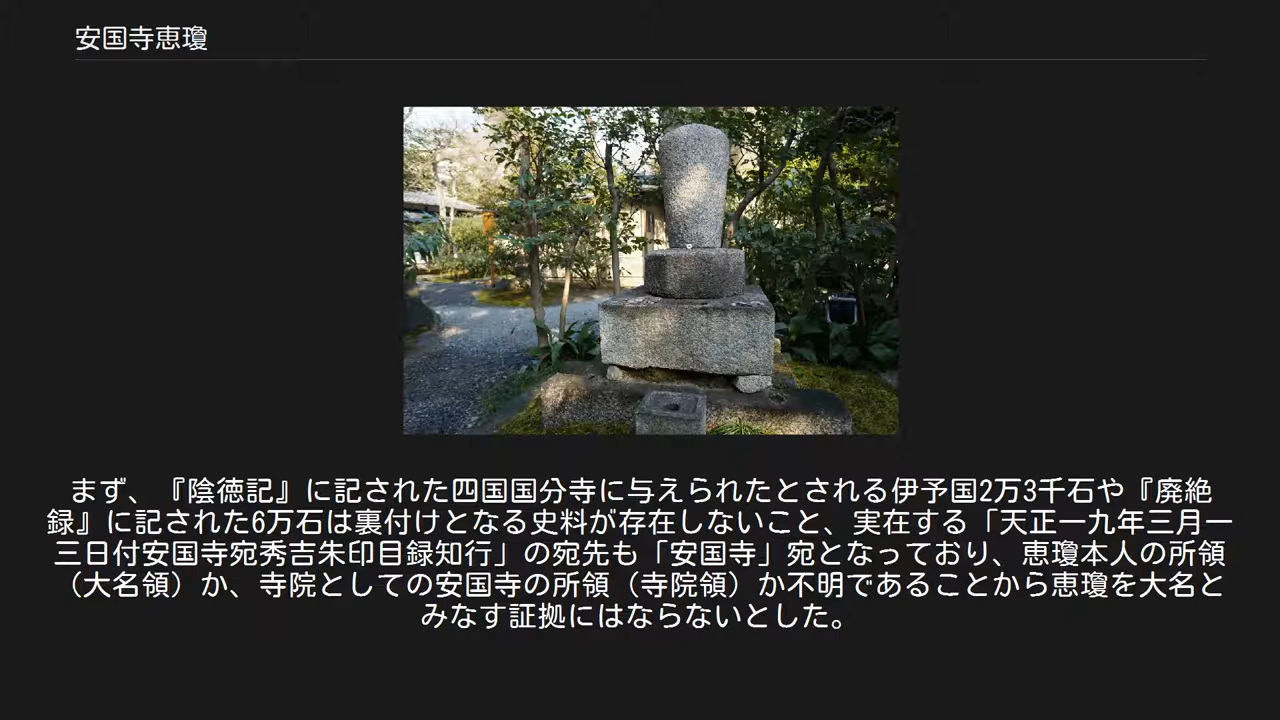 安国寺恵瓊
まず、『陰徳記』に記された四国国分寺に与えられたとされる伊予国2万3千石や『廃絶
録』に記された6万石は裏付けとなる史料が存在しないこと、実在する「天正一九年三月一
三日付安国寺宛秀吉朱印目録知行」の宛先も「安国寺」宛となっており、恵瓊本人の所領
（大名領）か、寺院としての安国寺の所領（寺院領）か不明であることから恵瓊を大名と
みなす証拠にはならないとした。